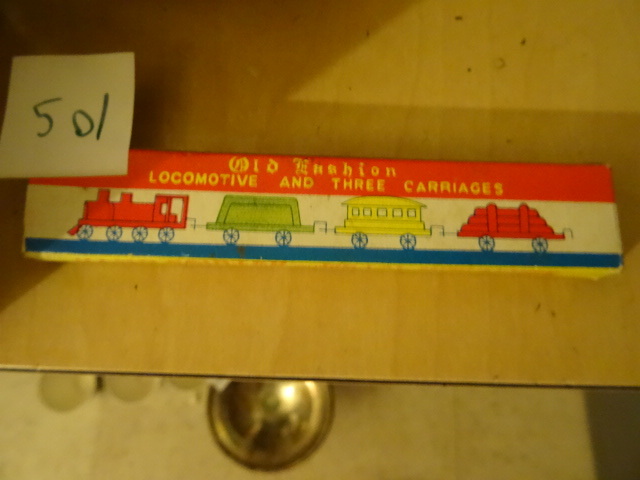 501
Old Fashion
LOCOMOTIVE AND THREE CARRIAGES